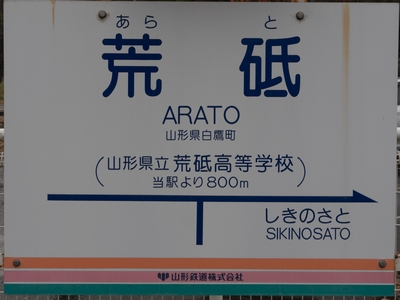 あら と
荒砥
ARATO
山形県白鷹町
(山形県立 荒砥高等学校
当駅より800m)
しきのさと
SIKINOSATO
山形鉄道株式会社